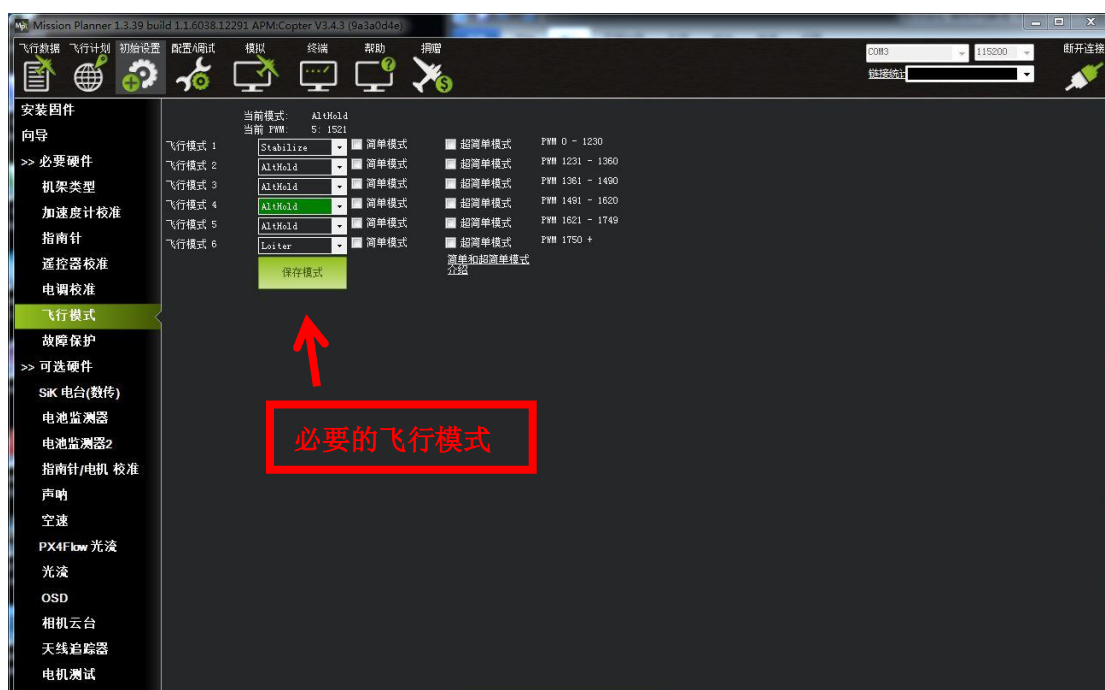 Mission Planner 1.3.39 build 1.1.6038.12291 APM:Copter V3.4.3 (9a3a0d4e)
飞行数据 飞行计划 初始设置 配置/调试 模拟 终端 帮助 捐赠
COM3 115200 断开连接
链接统计
安装固件
向导
>> 必要硬件
机架类型
加速度计校准
指南针
遥控器校准
电调校准
飞行模式
故障保护
>> 可选硬件
SiK 电台(数传)
电池监测器
电池监测器2
指南针/电机 校准
声呐
空速
PX4Flow 光流
光流
OSD
相机云台
天线追踪器
电机测试
当前模式: AltHold
当前 PWM: 5: 1521
飞行模式 1 Stabilize 简单模式 超简单模式 PWM 0 - 1230
飞行模式 2 AltHold 简单模式 超简单模式 PWM 1231 - 1360
飞行模式 3 AltHold 简单模式 超简单模式 PWM 1361 - 1490
飞行模式 4 AltHold 简单模式 超简单模式 PWM 1491 - 1620
飞行模式 5 AltHold 简单模式 超简单模式 PWM 1621 - 1749
飞行模式 6 Loiter 简单模式 超简单模式 PWM 1750 +
保存模式
简单和超简单模式
介绍
必要的飞行模式